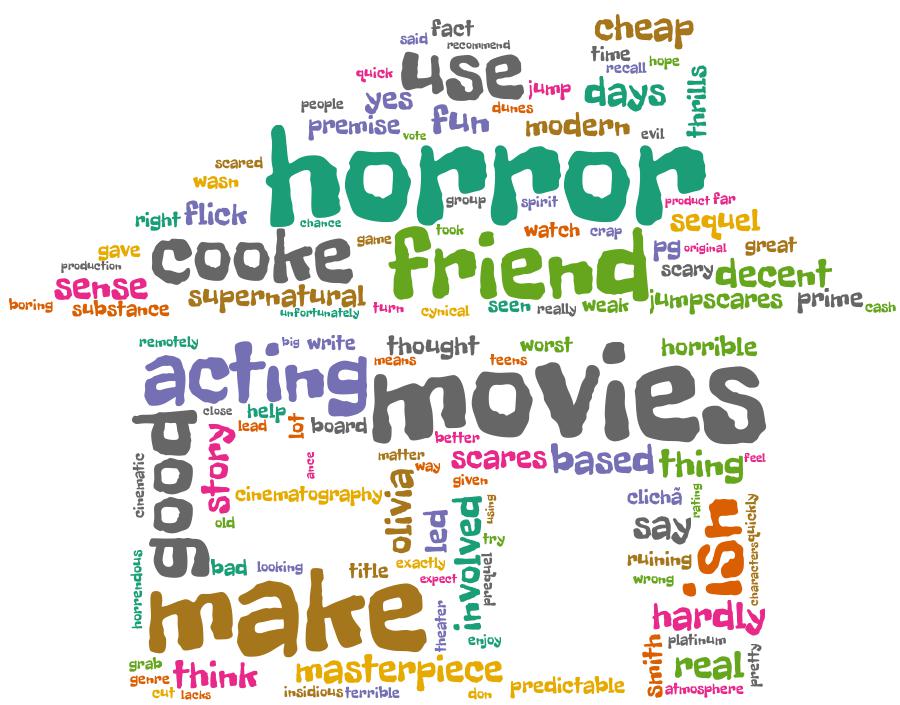 cheap
fact
said
recommend
time
hope
use
recall
quick
jump
days
thrills
people
yes
dunes
premise
vote
fun
modern
evil
horror
scared
wasn
group
spirit
product
far
right
flick
chance
sequel
gave
cooke
game
friend
took
watch
crap
pg
original
great
production
scary
decent
sense
supernatural
jumpscares
prime
boring
substance
unfortunately
turn
cynical
seen
really
weak
cash
remotely
big
write
thought
worst
horrible
acting
means
teens
movies
good
close
help
lead
lot
board
better
story
ance
matter
way
scares
based
thing
feel
cinematic
cinematography
given
old
olivia
led
involved
using
try
clichã
rating
say
ish
quickly
characters
bad
looking
title
exactly
expect
prequel
ruining
wrong
horrendous
make
theater
enjoy
hardly
platinum
grab
genre
think
masterpiece
smith
real
pretty
cut
lacks
insidious
terrible
don
predictable
atmosphere